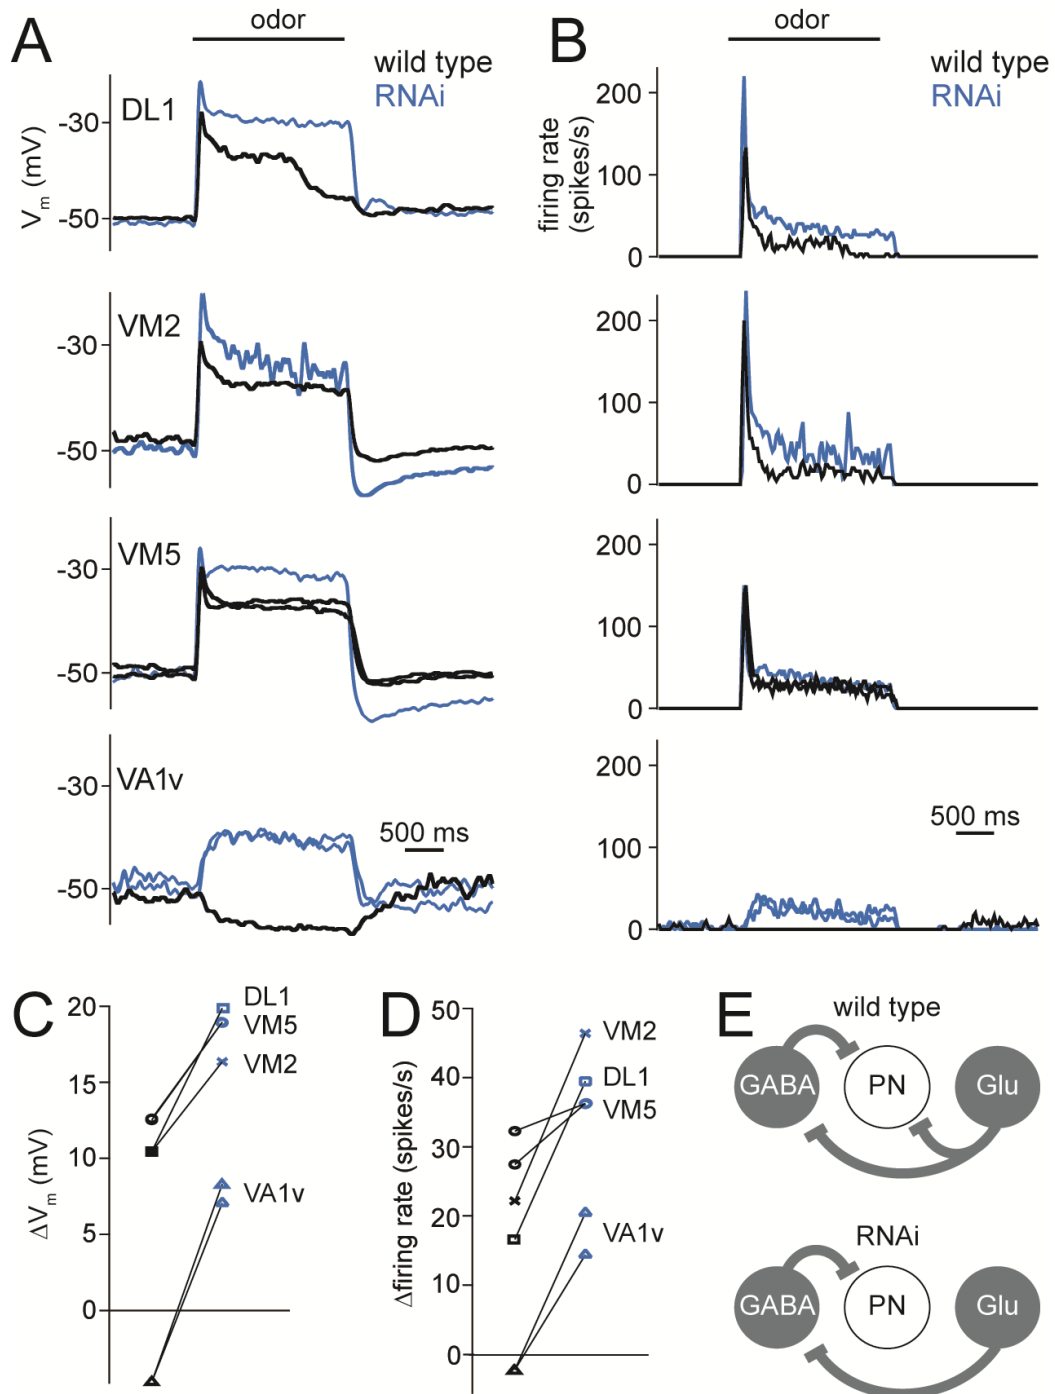 A
odor
wild type
RNAi
DL1
-30
-50
Vm (mV)
VM2
-30
-50
VM5
-30
-50
VA1v
-30
-50
500 ms
B
odor
wild type
RNAi
firing rate
(spikes/s)
200
100
0
200
100
0
200
100
0
200
100
0
500 ms
C
20
15
10
5
0
ΔVm (mV)
DL1
VM5
VM2
VA1v
D
50
40
30
20
10
0
Δfiring rate (spikes/s)
VM2
DL1
VM5
VA1v
E
wild type
GABA PN Glu
RNAi
GABA PN Glu